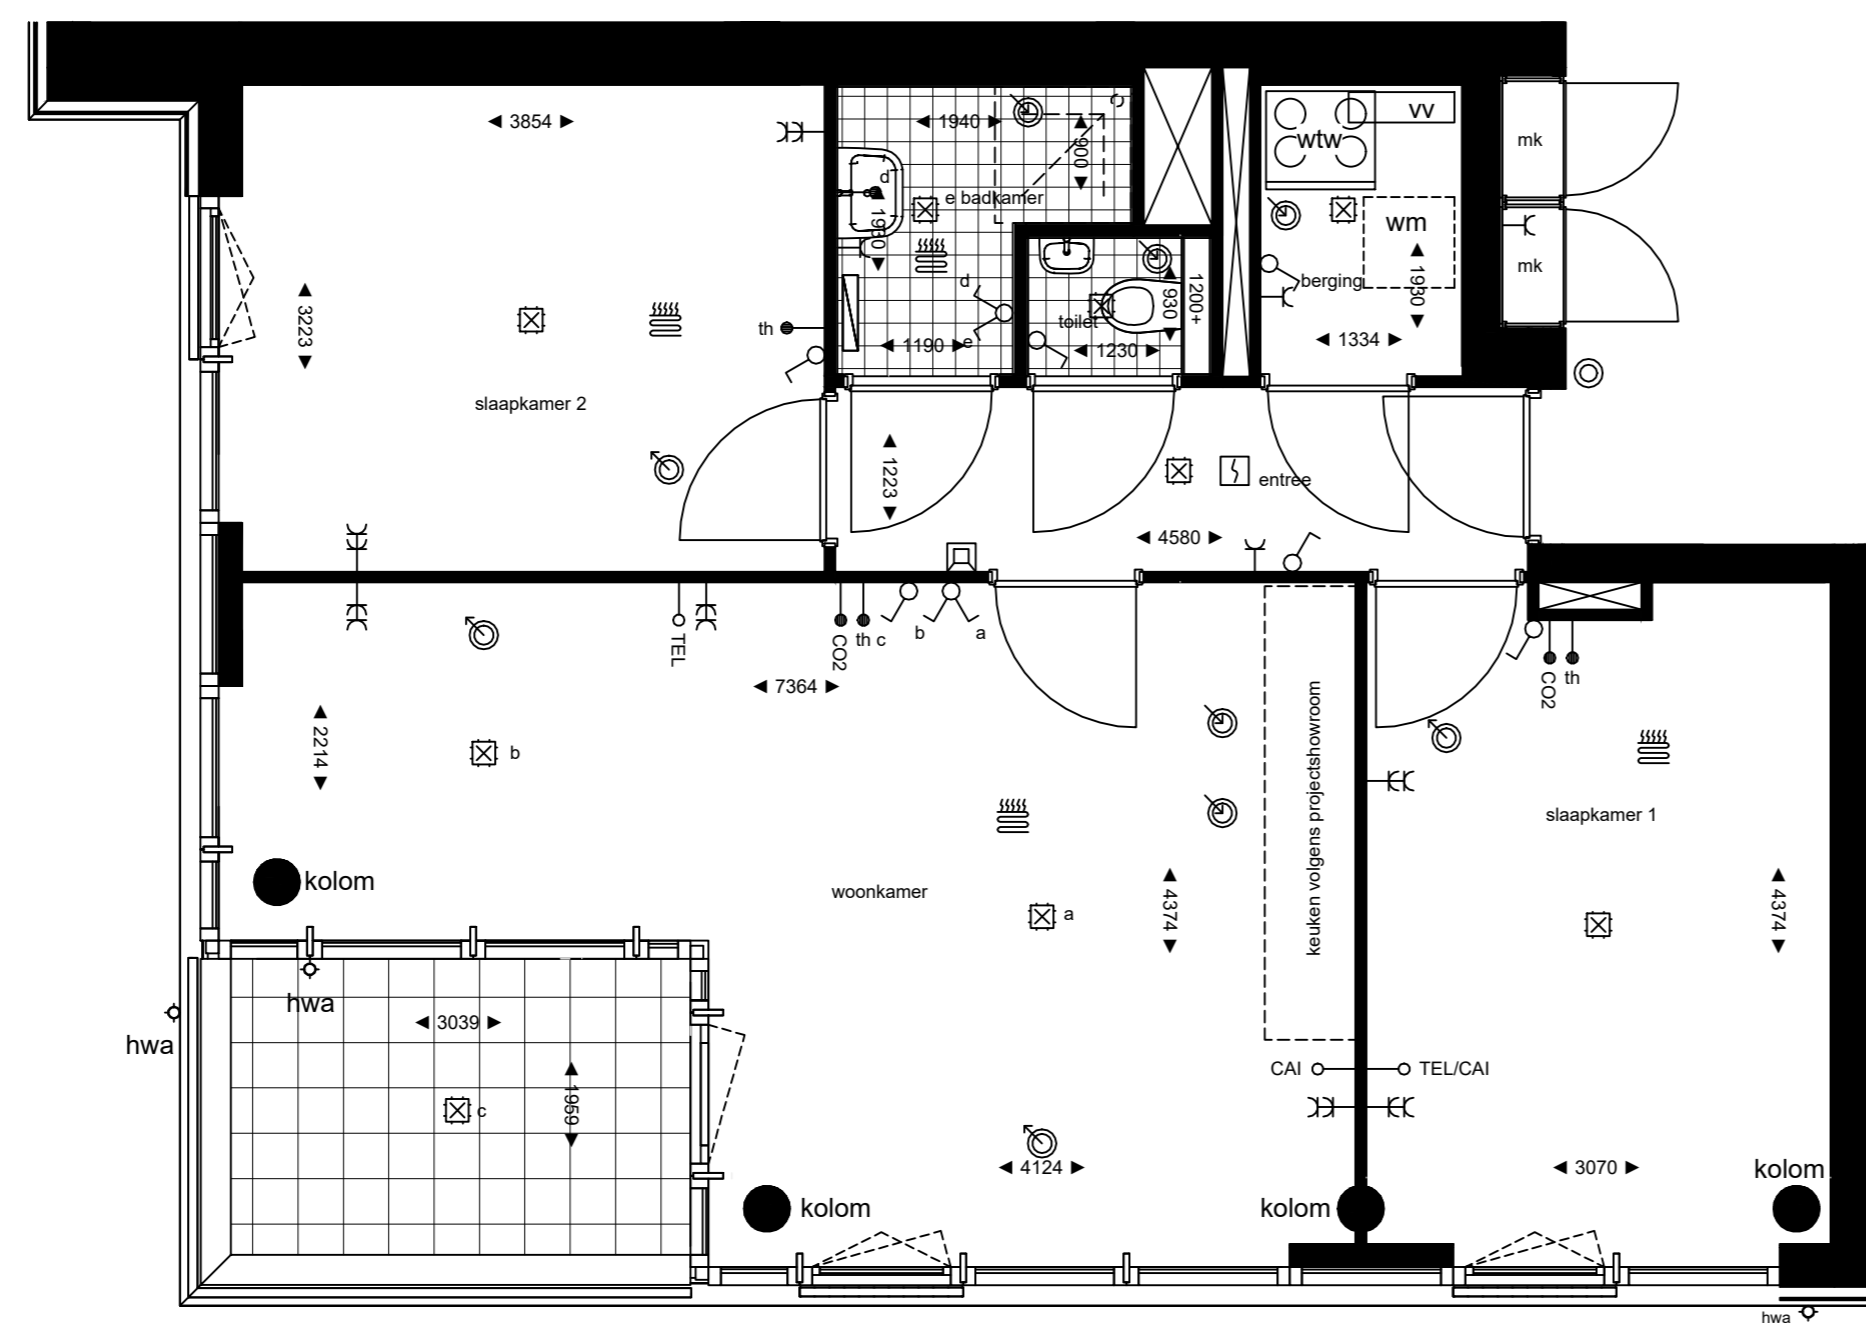 3854
1940
900
vv
wtw
mk
d
e badkamer
1930
wm
mk
d
berging
1930
3223
th
e
1190
toilet
930
1200+
1230
1334
slaapkamer 2
1223
entree
4580
TEL
CO2
th c
b
a
CO2
th
7364
2214
b
keuken volgens projectshowroom
slaapkamer 1
kolom
woonkamer
a
4374
4374
hwa
hwa
3039
CAI
TEL/CAI
c
1959
4124
3070
kolom
kolom
kolom
hwa